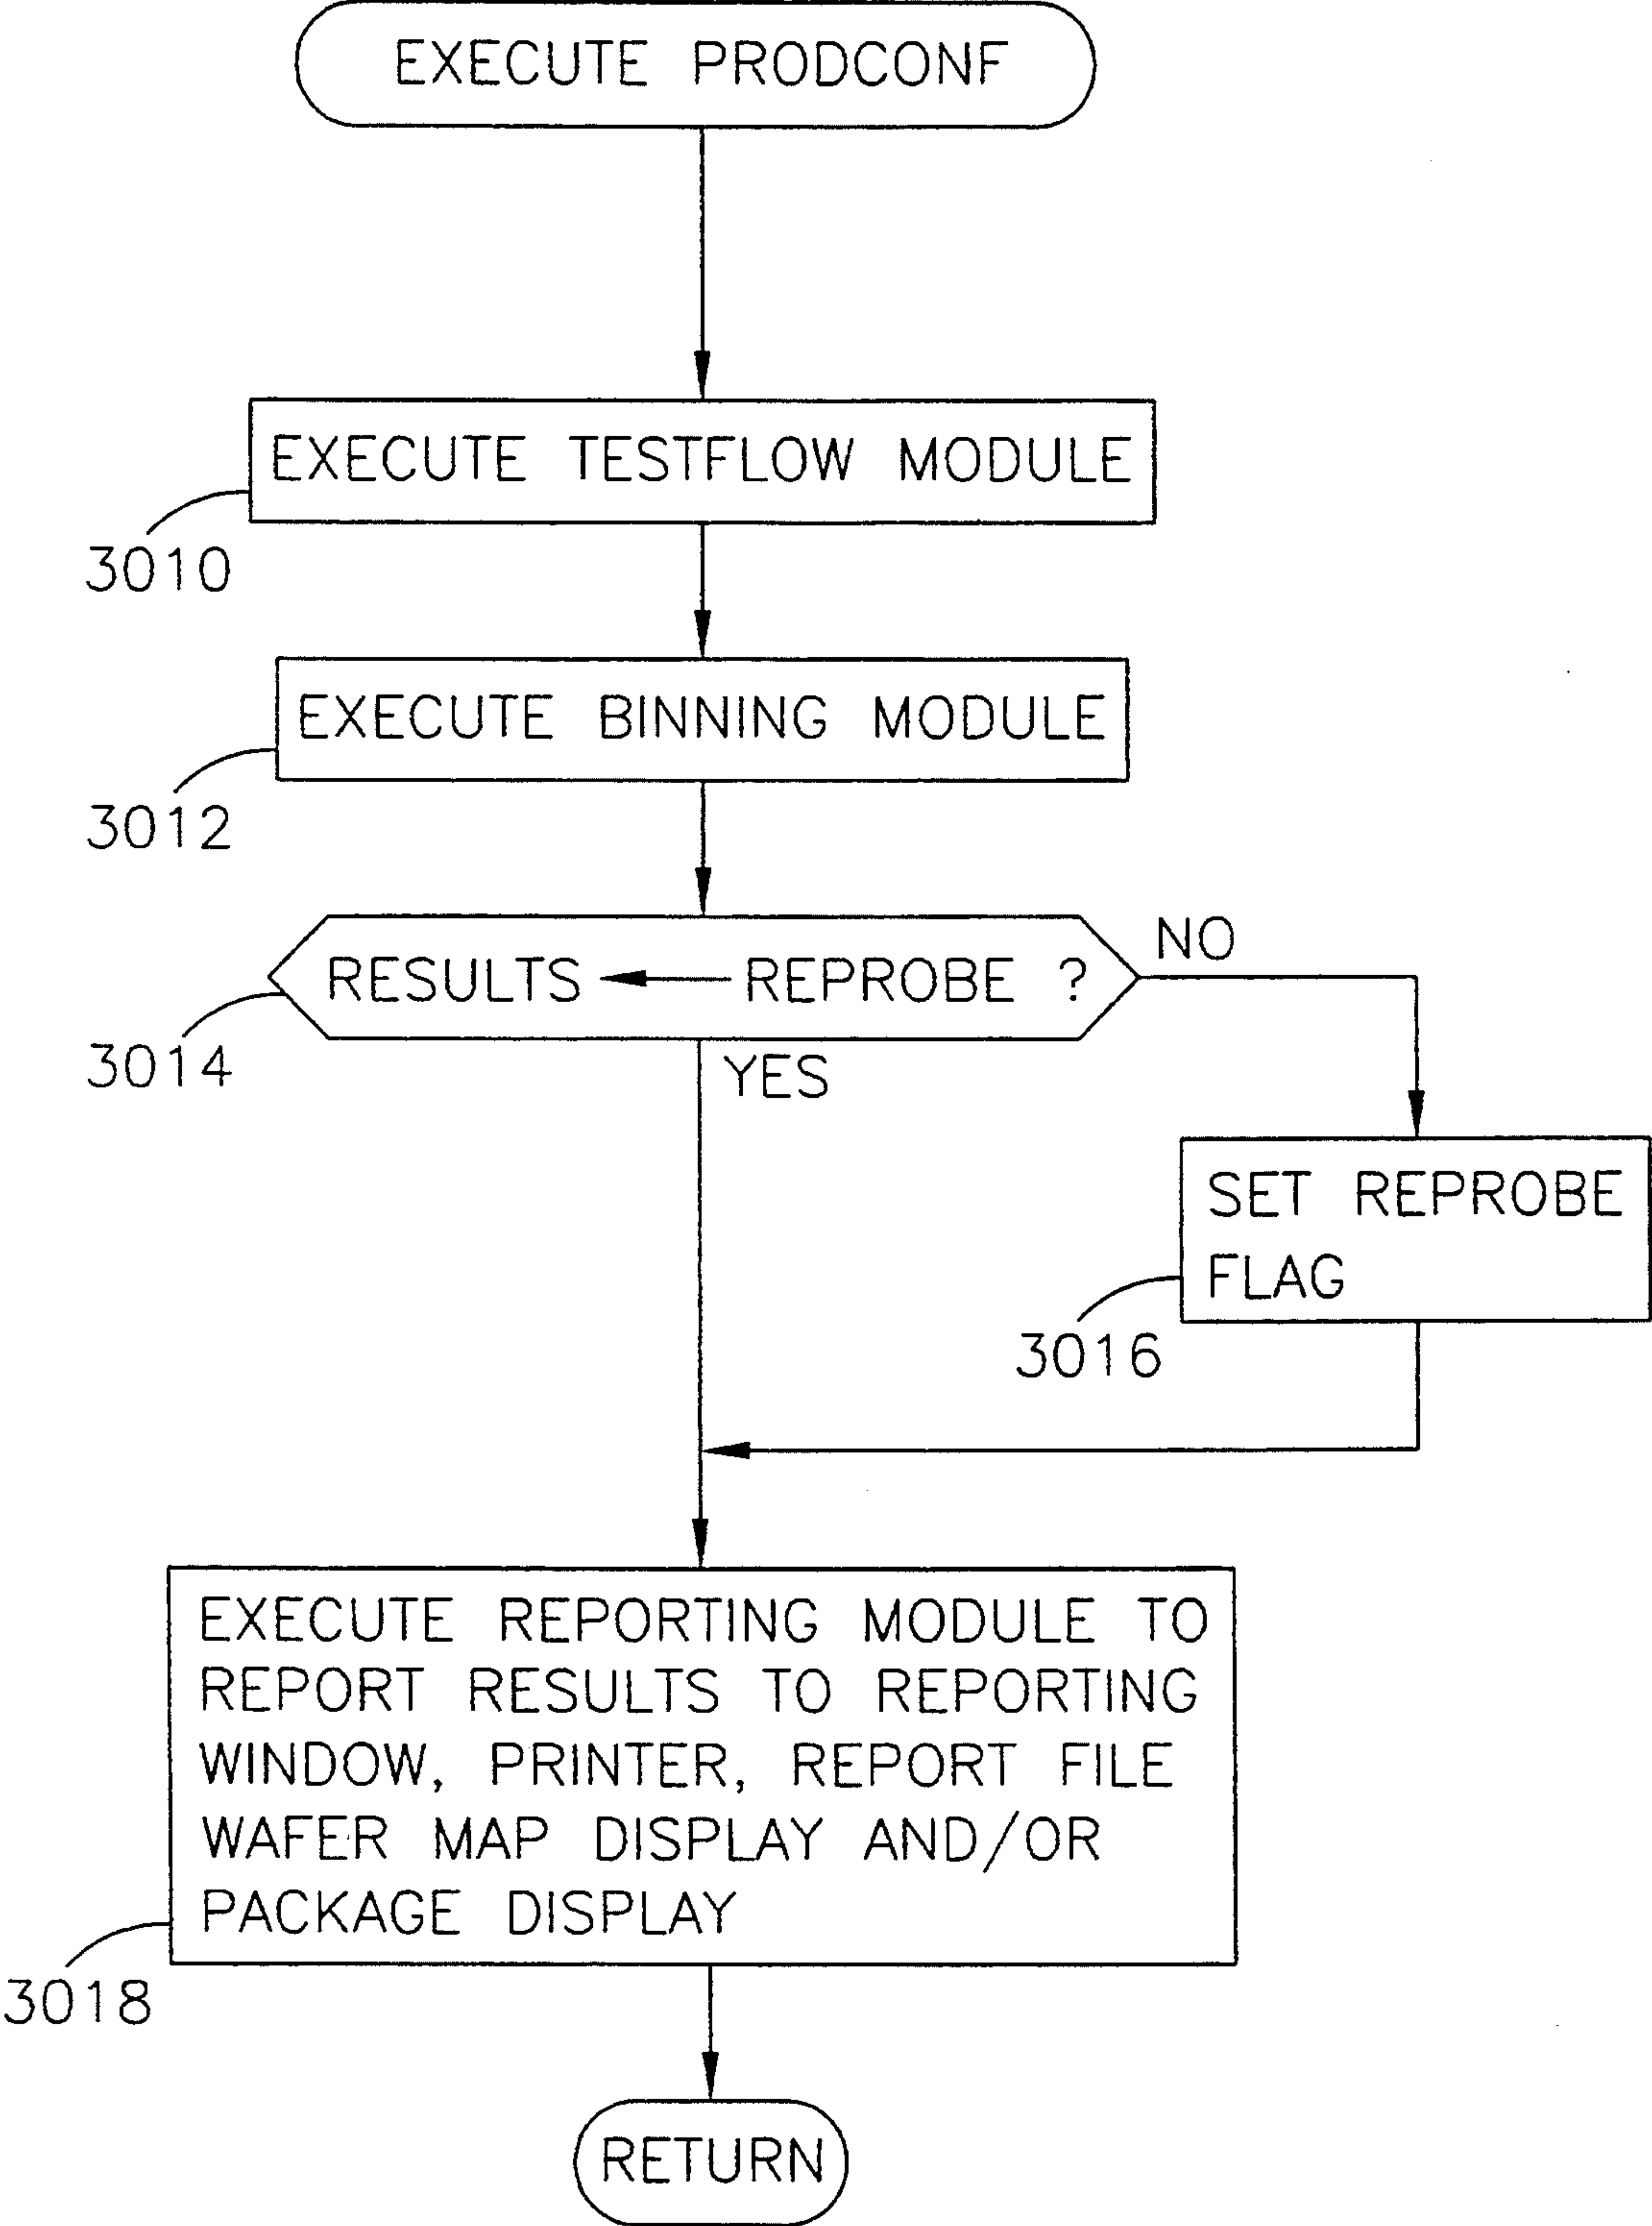 EXECUTE PRODCONF
EXECUTE TESTFLOW MODULE
3010
EXECUTE BINNING MODULE
3012
RESULTS ← REPROBE ?
NO
3014
YES
SET REPROBE
FLAG
3016
EXECUTE REPORTING MODULE TO
REPORT RESULTS TO REPORTING
WINDOW, PRINTER, REPORT FILE
WAFER MAP DISPLAY AND/OR
PACKAGE DISPLAY
3018
RETURN